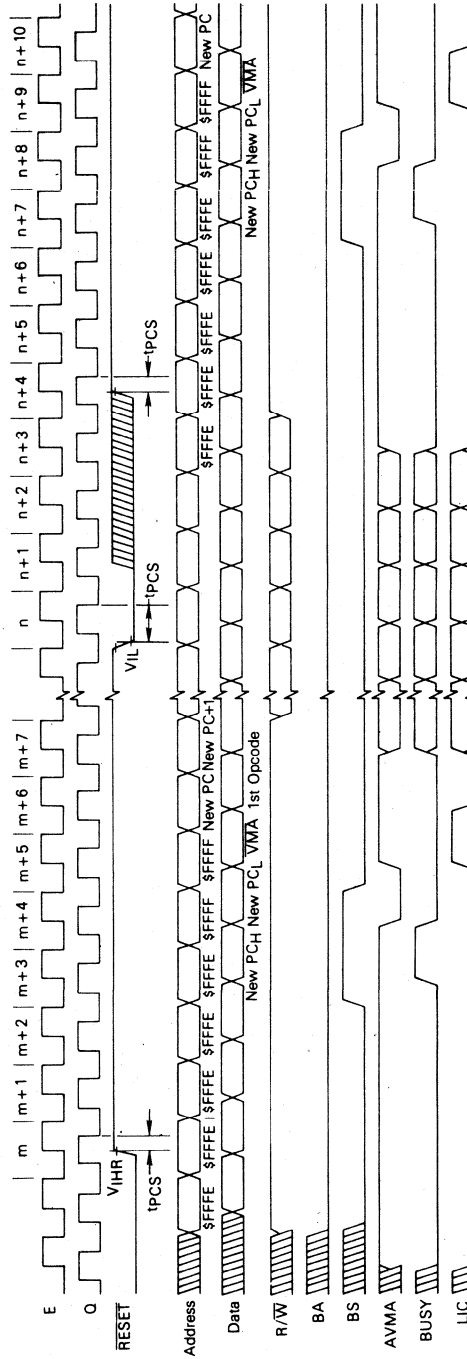 m | m+1 | m+2 | m+3 | m+4 | m+5 | m+6 | m+7 | n | n+1 | n+2 | n+3 | n+4 | n+5 | n+6 | n+7 | n+8 | n+9 | n+10 |
E
Q
RESET
VIHR
tPCS
VIL
tPCS
tPCS
Address
$FFFE $FFFE $FFFE $FFFE $FFFE $FFFF $FFFF New PC New PC+1 $FFFE $FFFE $FFFE $FFFE $FFFE $FFFF $FFFF New PC
Data
New PCH New PCL VMA 1st Opcode New PCH New PCL VMA
R/W
BA
BS
AVMA
BUSY
LIC